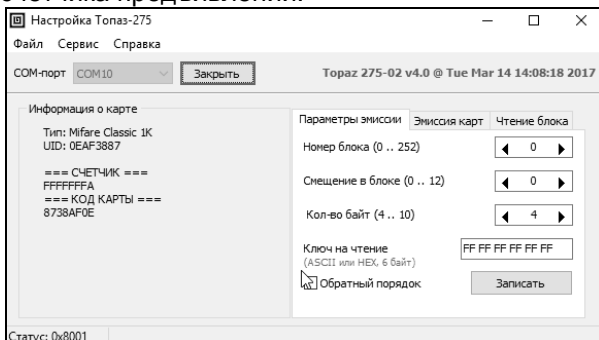 Настройка Топаз-275
Файл Сервис Справка
COM-порт COM10 Закрыть Topaz 275-02 v4.0 @ Tue Mar 14 14:08:18 2017
Информация о карте
Тип: Mifare Classic 1K
UID: 0EAF3887
=== СЧЕТЧИК ===
FFFFFFFA
=== КОД КАРТЫ ===
8738AF0E
Параметры эмиссии Эмиссия карт Чтение блока
Номер блока (0 .. 252) 0
Смещение в блоке (0 .. 12) 0
Кол-во байт (4 .. 10) 4
Ключ на чтение FF FF FF FF FF FF
(ASCII или HEX, 6 байт)
Обратный порядок Записать
Статус: 0x8001